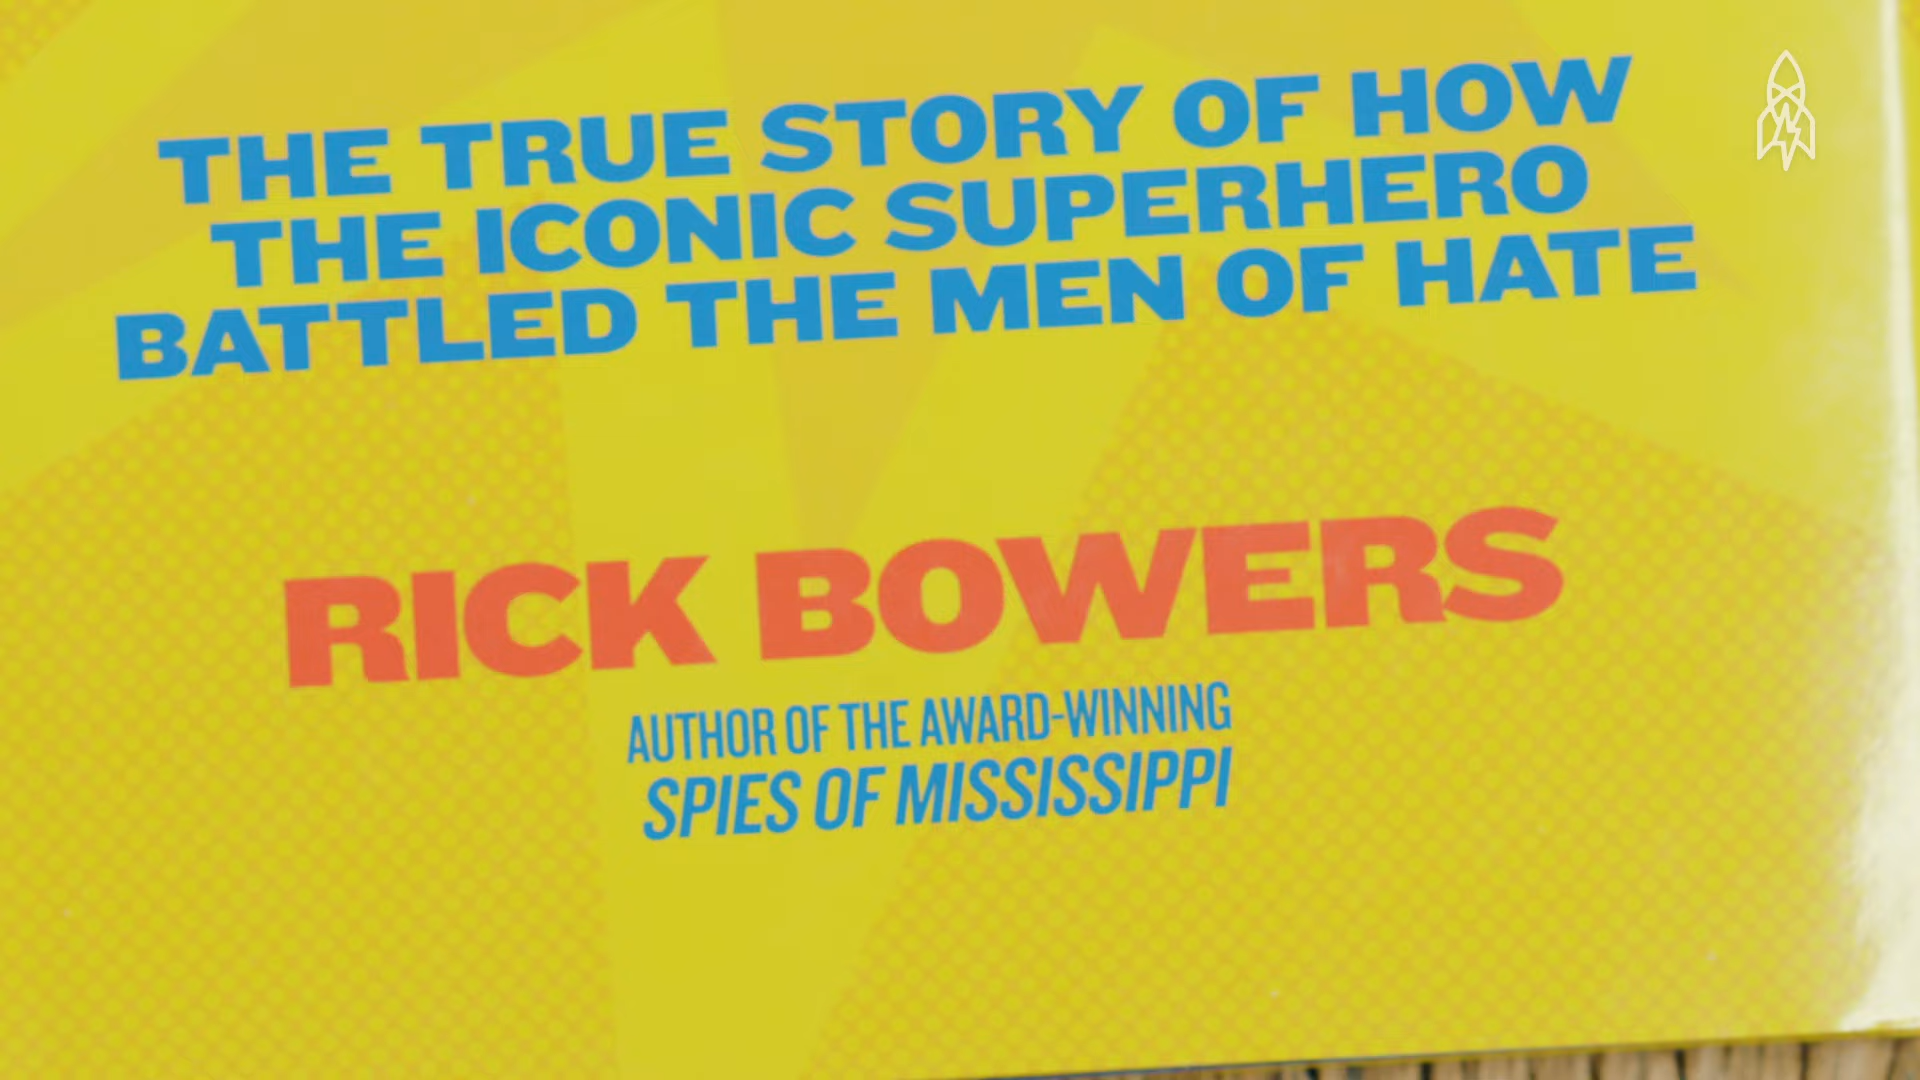 THE TRUE STORY OF HOW
THE ICONIC SUPERHERO
BATTLED THE MEN OF HATE
RICK BOWERS
AUTHOR OF THE AWARD-WINNING
SPIES OF MISSISSIPPI